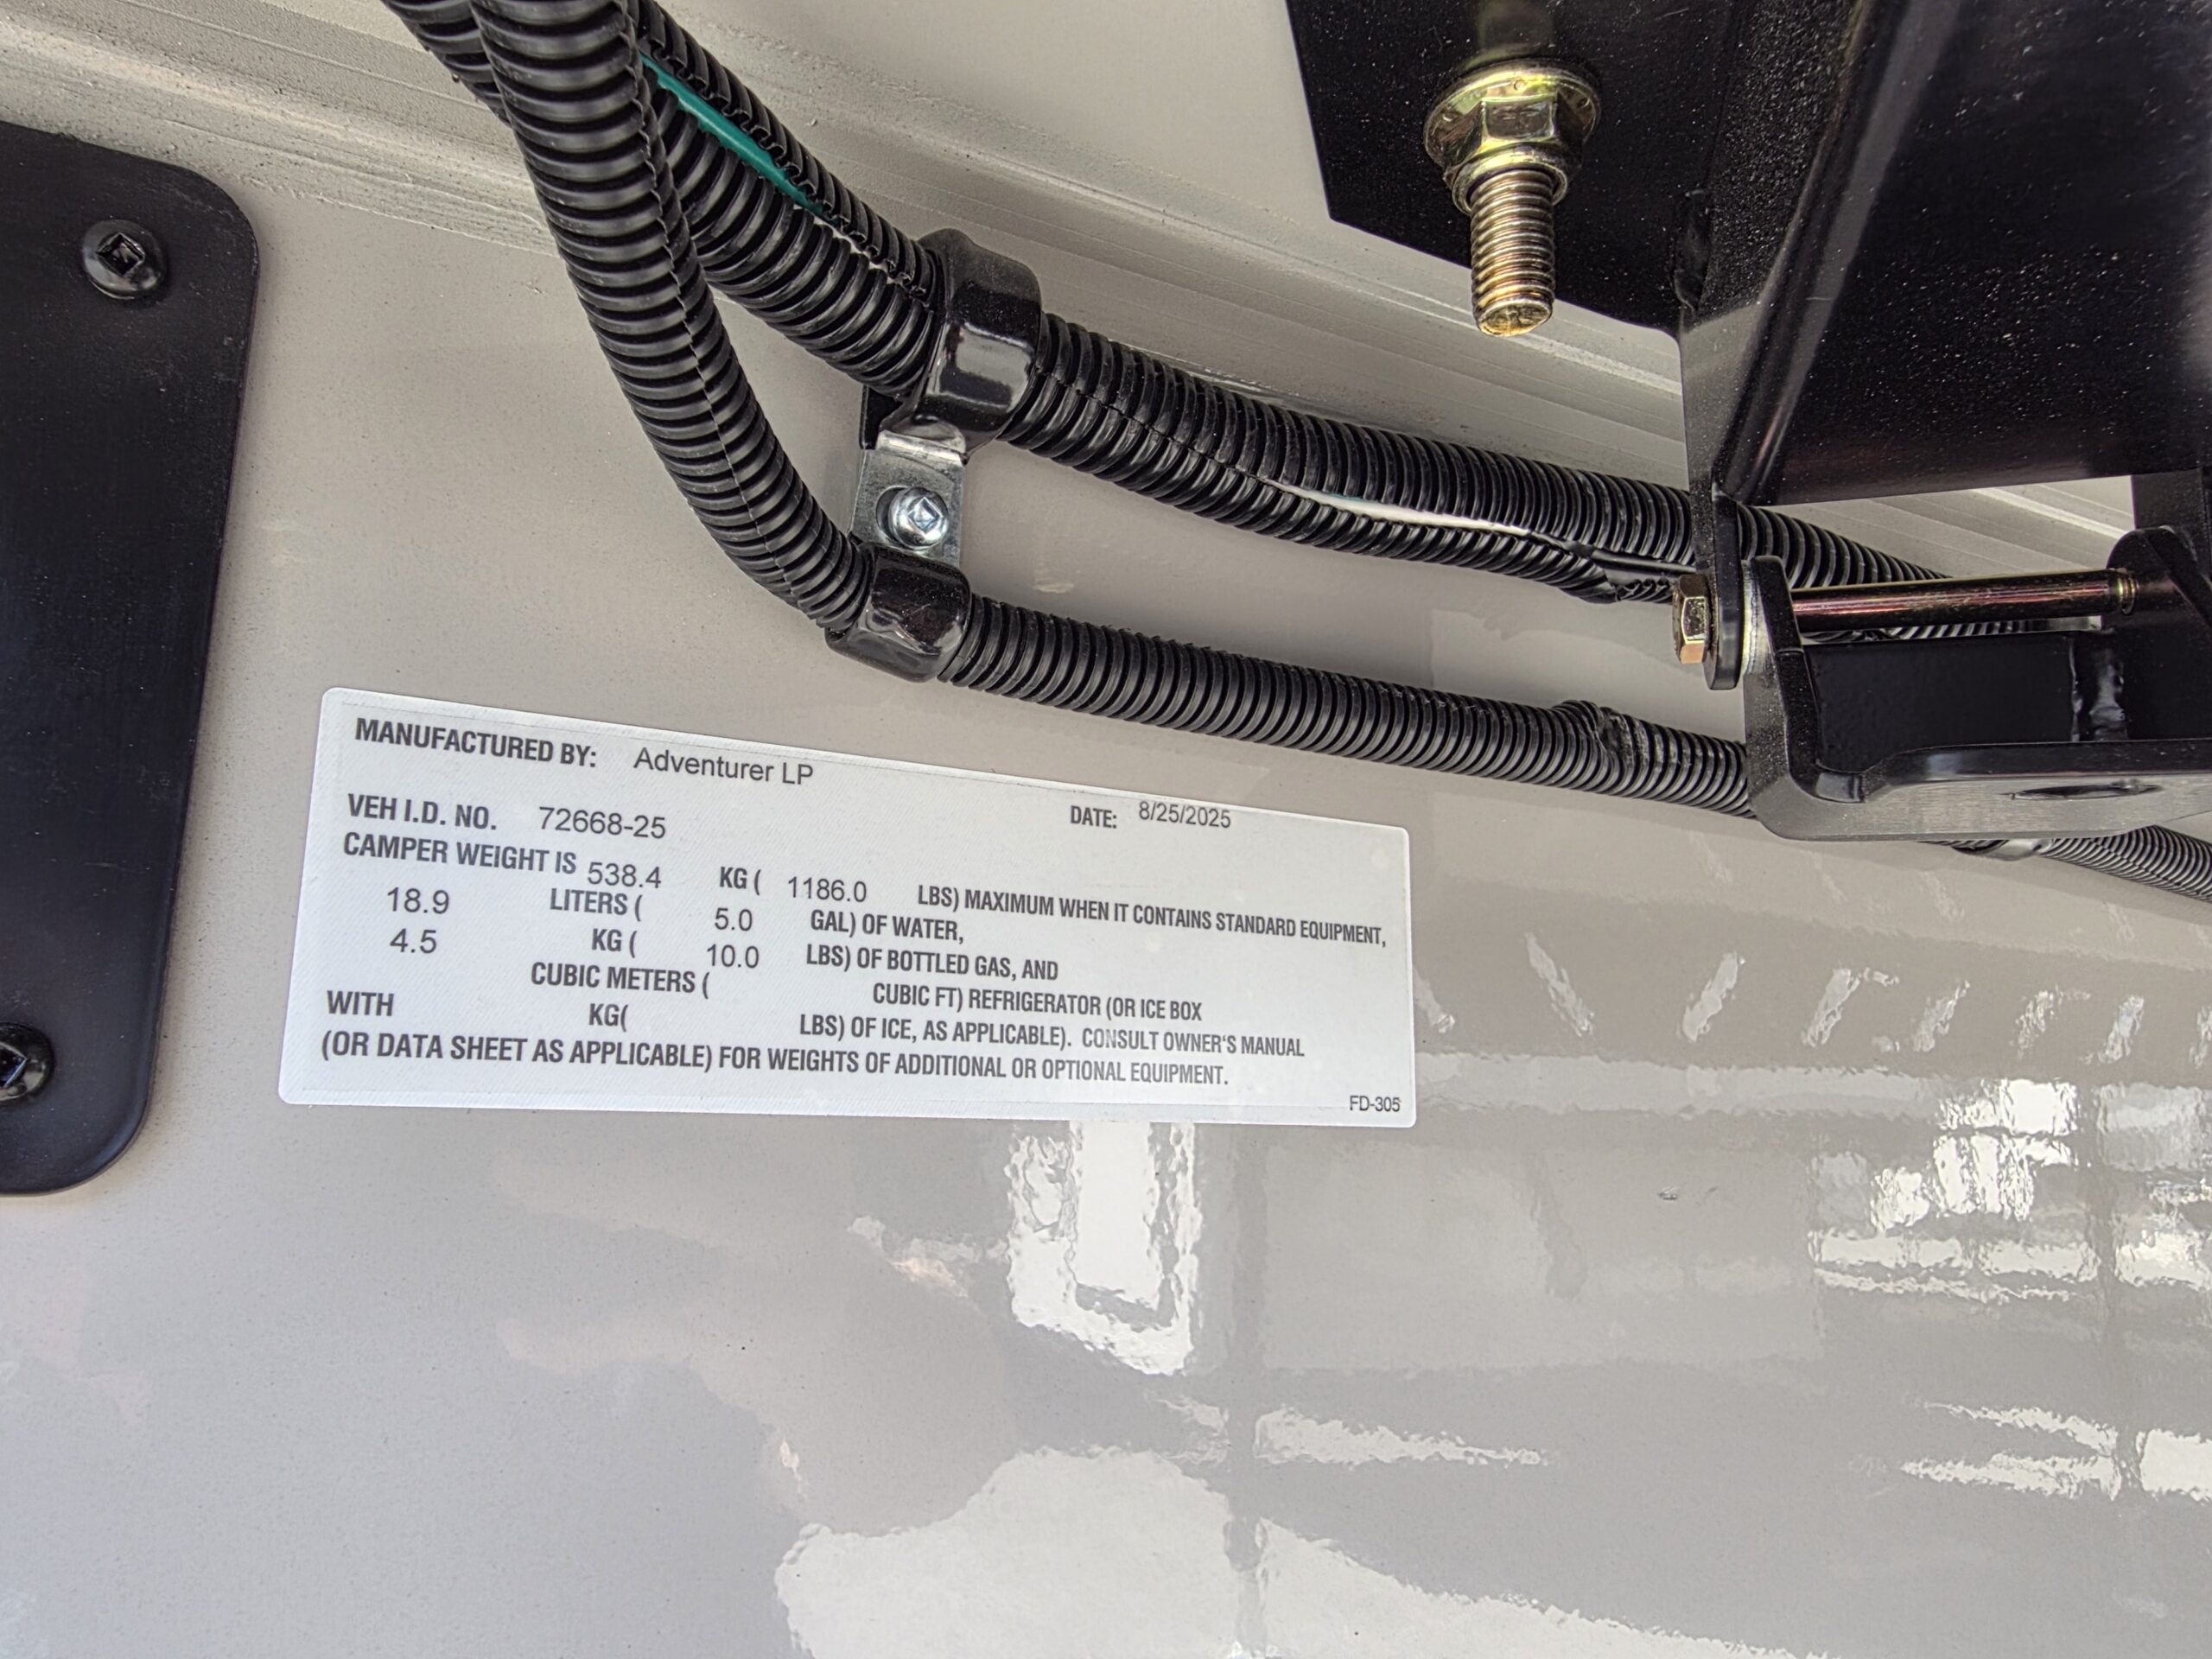 MANUFACTURED BY: Adventurer LP
VEH I.D. NO. 72668-25 DATE: 8/25/2025
CAMPER WEIGHT IS 538.4 KG ( 1186.0 LBS) MAXIMUM WHEN IT CONTAINS STANDARD EQUIPMENT,
18.9 LITERS ( 5.0 GAL) OF WATER,
4.5 KG ( 10.0 LBS) OF BOTTLED GAS, AND
CUBIC METERS ( CUBIC FT) REFRIGERATOR (OR ICE BOX
WITH KG( LBS) OF ICE, AS APPLICABLE). CONSULT OWNER'S MANUAL
(OR DATA SHEET AS APPLICABLE) FOR WEIGHTS OF ADDITIONAL OR OPTIONAL EQUIPMENT.
FD-305